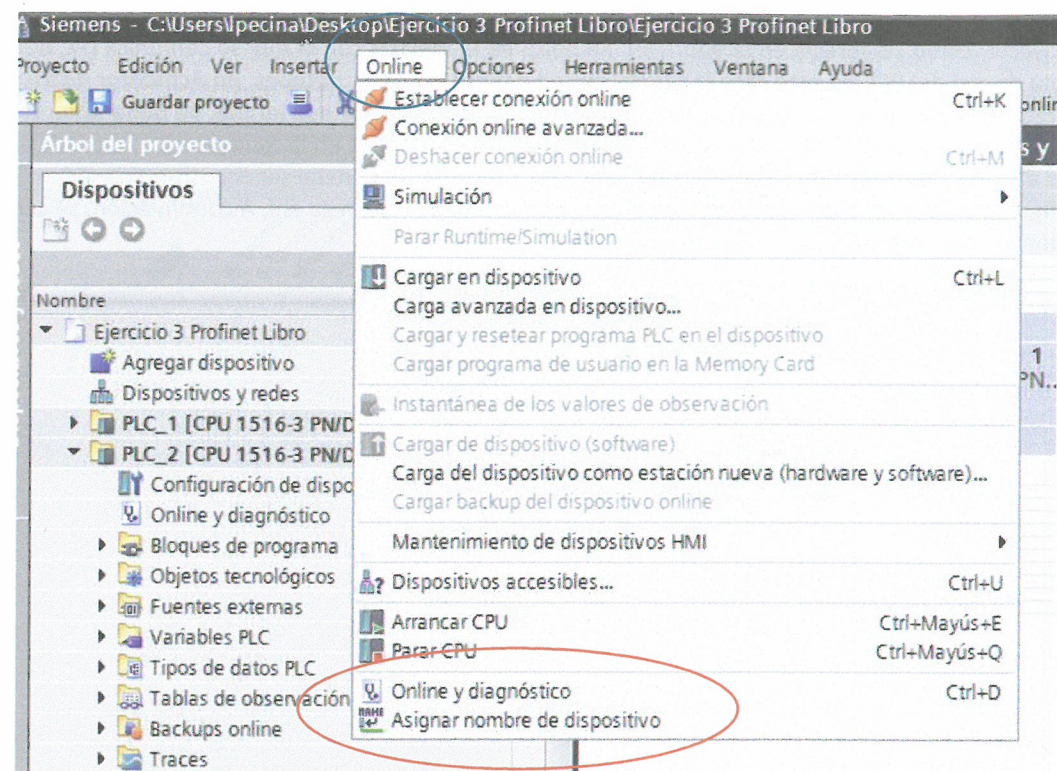 Siemens - C:\Users\lpecina\Desktop\Ejercicio 3 Profinet Libro\Ejercicio 3 Profinet Libro
Proyecto Edición Ver Insertar Online Opciones Herramientas Ventana Ayuda
Guardar proyecto
Establecer conexión online Ctrl+K
Conexión online avanzada...
Deshacer conexión online Ctrl+M
Simulación
Parar Runtime/Simulation
Cargar en dispositivo Ctrl+L
Carga avanzada en dispositivo...
Cargar y resetear programa PLC en el dispositivo
Cargar programa de usuario en la Memory Card
Instantánea de los valores de observación
Cargar de dispositivo (software)
Carga del dispositivo como estación nueva (hardware y software)...
Cargar backup del dispositivo online
Mantenimiento de dispositivos HMI
Dispositivos accesibles... Ctrl+U
Arrancar CPU Ctrl+Mayús+E
Parar CPU Ctrl+Mayús+Q
Online y diagnóstico Ctrl+D
Asignar nombre de dispositivo
Árbol del proyecto
Dispositivos
Nombre
Ejercicio 3 Profinet Libro
Agregar dispositivo
Dispositivos y redes
PLC_1 [CPU 1516-3 PN/D
PLC_2 [CPU 1516-3 PN/D
Configuración de dispo
Online y diagnóstico
Bloques de programa
Objetos tecnológicos
Fuentes externas
Variables PLC
Tipos de datos PLC
Tablas de observación
Backups online
Traces
onlin
s y
1
PN..